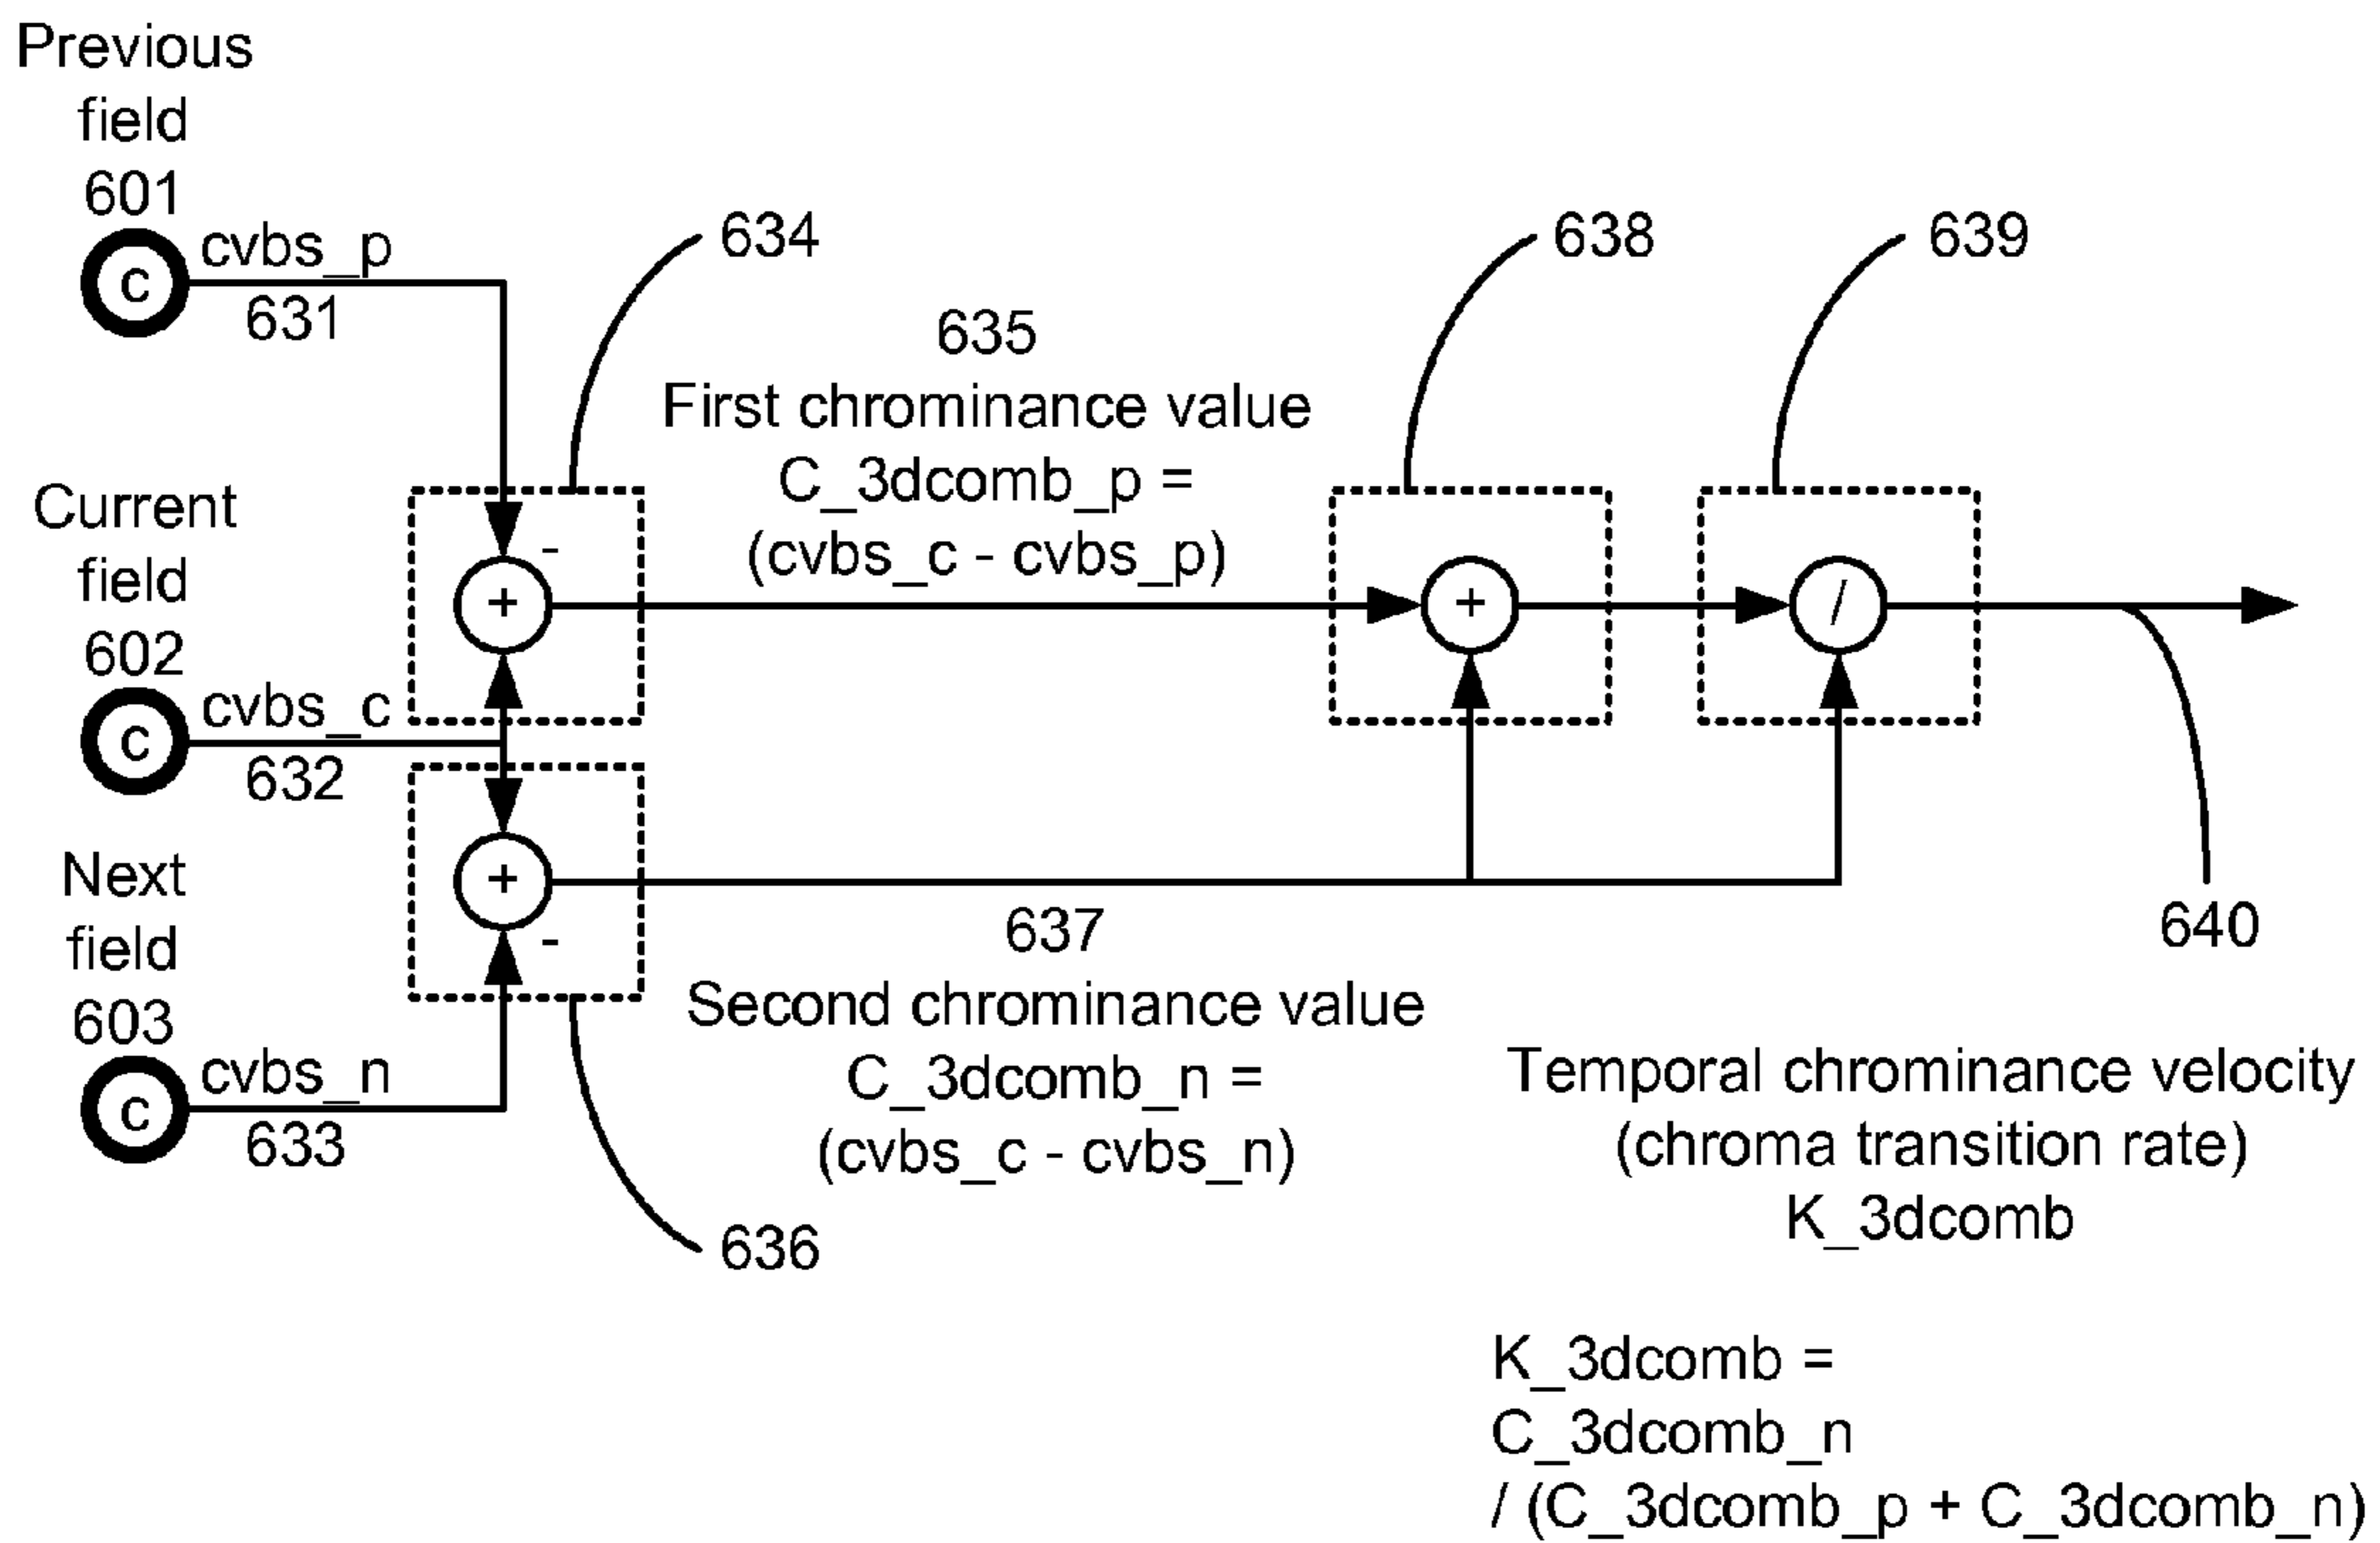 Previous
field
601
cvbs_p
c
631
634
638
639
635
First chrominance value
C_3dcomb_p =
(cvbs_c - cvbs_p)
Current
field
602
cvbs_c
c
632
-
+
+
/
+
-
Next
field
603
cvbs_n
c
633
637
Second chrominance value
C_3dcomb_n =
(cvbs_c - cvbs_n)
636
640
Temporal chrominance velocity
(chroma transition rate)
K_3dcomb
K_3dcomb =
C_3dcomb_n
/ (C_3dcomb_p + C_3dcomb_n)